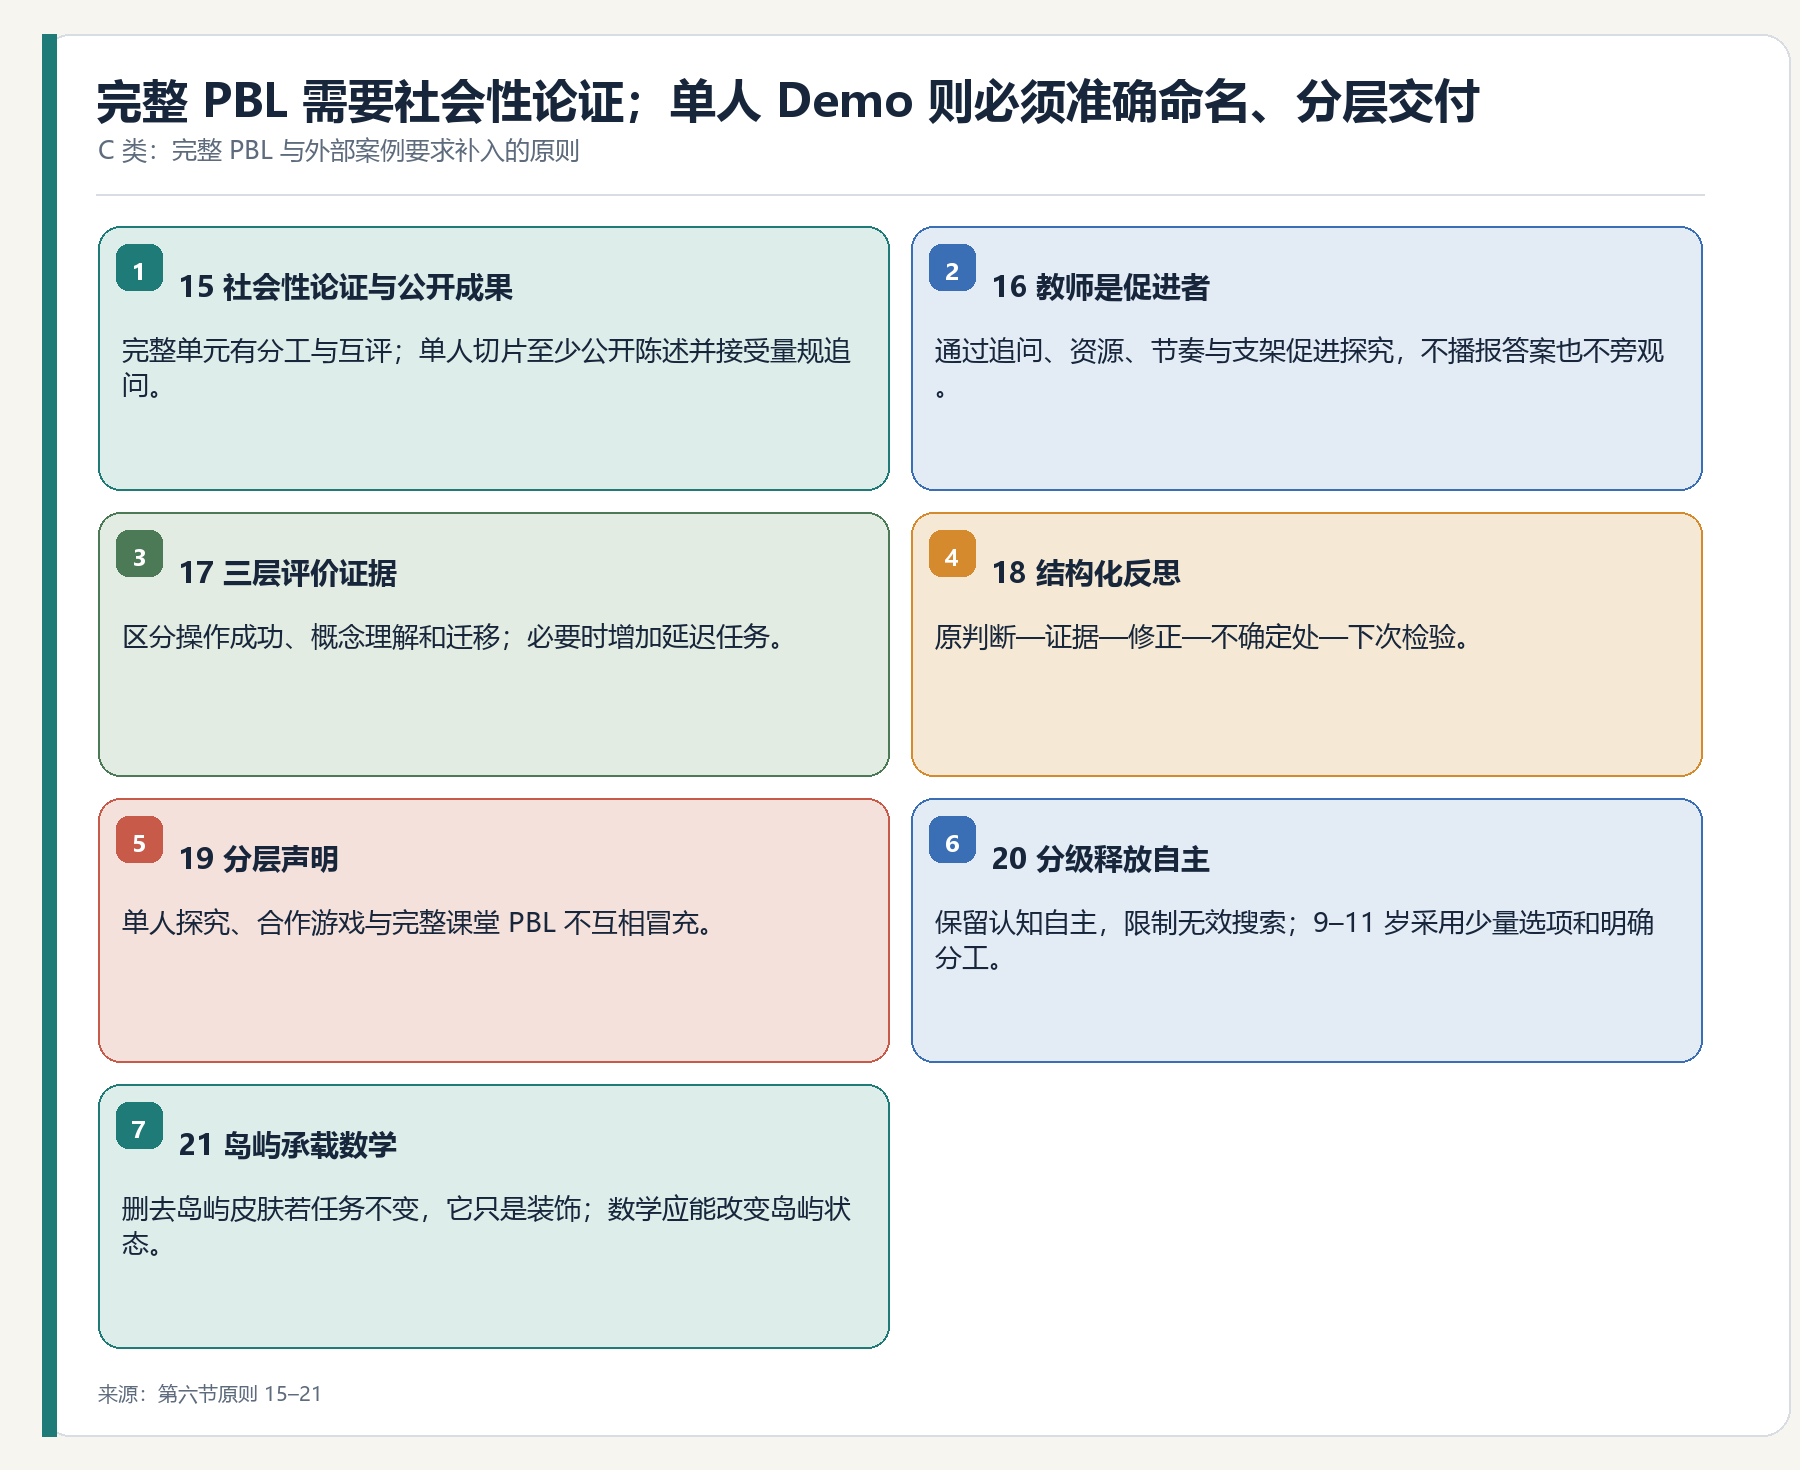 完整 PBL 需要社会性论证；单人 Demo 则必须准确命名、分层交付
C 类：完整 PBL 与外部案例要求补入的原则
1
15 社会性论证与公开成果
完整单元有分工与互评；单人切片至少公开陈述并接受量规追
问。
2
16 教师是促进者
通过追问、资源、节奏与支架促进探究，不播报答案也不旁观
。
3
17 三层评价证据
区分操作成功、概念理解和迁移；必要时增加延迟任务。
4
18 结构化反思
原判断—证据—修正—不确定处—下次检验。
5
19 分层声明
单人探究、合作游戏与完整课堂 PBL 不互相冒充。
6
20 分级释放自主
保留认知自主，限制无效搜索；9–11 岁采用少量选项和明确
分工。
7
21 岛屿承载数学
删去岛屿皮肤若任务不变，它只是装饰；数学应能改变岛屿状
态。
来源：第六节原则 15–21